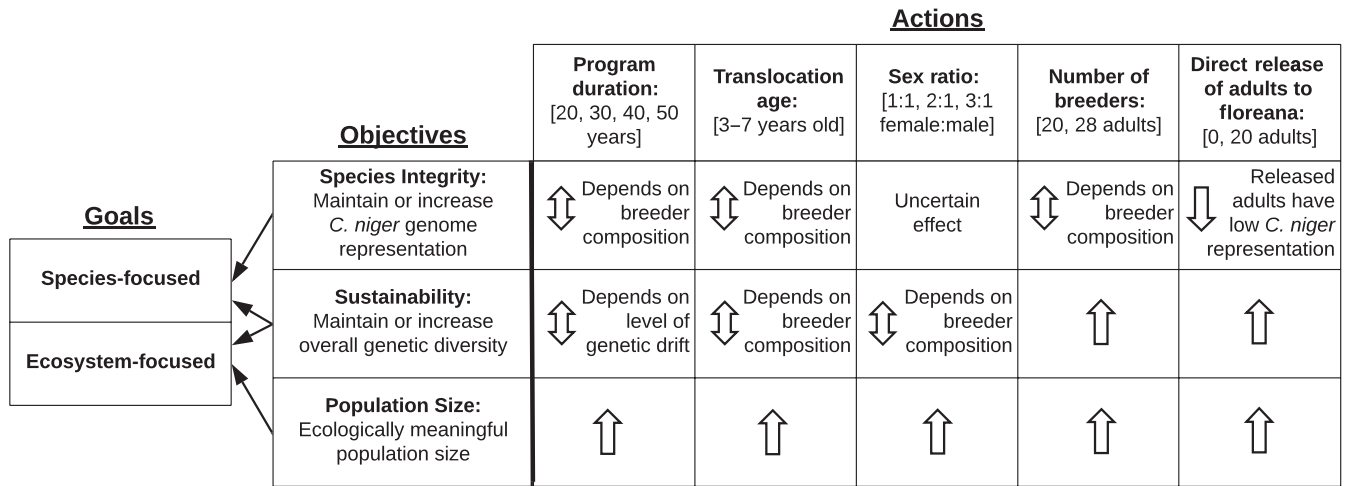 Actions
Program
duration:
[20, 30, 40, 50
years]
Translocation
age:
[3–7 years old]
Sex ratio:
[1:1, 2:1, 3:1
female:male]
Number of
breeders:
[20, 28 adults]
Direct release
of adults to
floreana:
[0, 20 adults]
Objectives
Goals
Species-focused
Ecosystem-focused
Species Integrity:
Maintain or increase
C. niger genome
representation
Depends on
breeder
composition
Depends on
breeder
composition
Uncertain
effect
Depends on
breeder
composition
Released
adults have
low C. niger
representation
Sustainability:
Maintain or increase
overall genetic diversity
Depends on
level of
genetic drift
Depends on
breeder
composition
Depends on
breeder
composition
Population Size:
Ecologically meaningful
population size